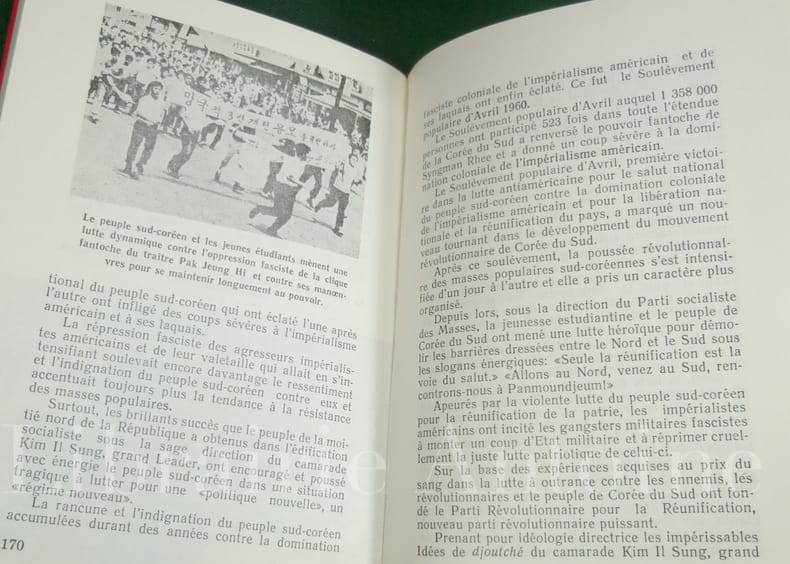 망국적 3선개헌
Le peuple sud-coréen et les jeunes étudiants mènent une
lutte dynamique contre l'oppression fasciste de la clique
fantoche du traître Pak Jeung Hi et contre ses manœu-
vres pour se maintenir longuement au pouvoir.
tional du peuple sud-coréen qui ont éclaté l'une aprés
l'autre ont infligé des coups sévères à l'impérialisme
américain et à ses laquais.
La répression fasciste des agresseurs impérialis-
tes américains et de leur valetaille qui allait en s'in-
tensifiant soulevait encore davantage le ressentiment
et l'indignation du peuple sud-coréen contre eux et
accentuait toujours plus la tendance à la résistance
des masses populaires.
Surtout, les brillants succès que le peuple de la moi-
tié nord de la République a obtenus dans l'édification
socialiste sous la sage direction du camarade
Kim Il Sung, grand Leader, ont encouragé et poussé
avec énergie le peuple sud-coréen dans une situation
tragique à lutter pour une «politique nouvelle», un
«régime nouveau».
La rancune et l'indignation du peuple sud-coréen
accumulées durant des années contre la domination
170
fasciste coloniale de l'impérialisme américain et de
ses laquais ont enfin éclaté. Ce fut le Soulèvement
populaire d'Avril 1960.
Le Soulèvement populaire d'Avril auquel 1 358 000
personnes ont participé 523 fois dans toute l'étendue
de la Corée du Sud a renversé le pouvoir fantoche de
Syngman Rhee et a donné un coup sévère à la domi-
nation coloniale de l'impérialisme américain.
Le Soulèvement populaire d'Avril, première victoi-
re dans la lutte antiaméricaine pour le salut national
du peuple sud-coréen contre la domination coloniale
de l'impérialisme américain et pour la libération na-
tionale et la réunification du pays, a marqué un nou-
veau tournant dans le développement du mouvement
révolutionnaire de Corée du Sud.
Après ce soulèvement, la poussée révolutionnai-
re des masses populaires sud-coréennes s'est intensi-
fiée d'un jour à l'autre et elle a pris un caractère plus
organisé.
Depuis lors, sous la direction du Parti socialiste
des Masses, la jeunesse estudiantine et le peuple de
Corée du Sud ont mené une lutte héroïque pour démo-
lir les barrières dressées entre le Nord et le Sud sous
les slogans énergiques: «Seule la réunification est la
voie du salut.» «Allons au Nord, venez au Sud, ren-
controns-nous à Panmoundjeum!»
Apeurés par la violente lutte du peuple sud-coréen
pour la réunification de la patrie, les impérialistes
américains ont incité les gangsters militaires fascistes
à monter un coup d'Etat militaire et à réprimer cruel-
lement la juste lutte patriotique de celui-ci.
Sur la base des expériences acquises au prix du
sang dans la lutte à outrance contre les ennemis, les
révolutionnaires et le peuple de Corée du Sud ont fon-
dé le Parti Révolutionnaire pour la Réunification,
nouveau parti révolutionnaire puissant.
Prenant pour idéologie directrice les impérissables
Idées de djoutché du camarade Kim Il Sung, grand